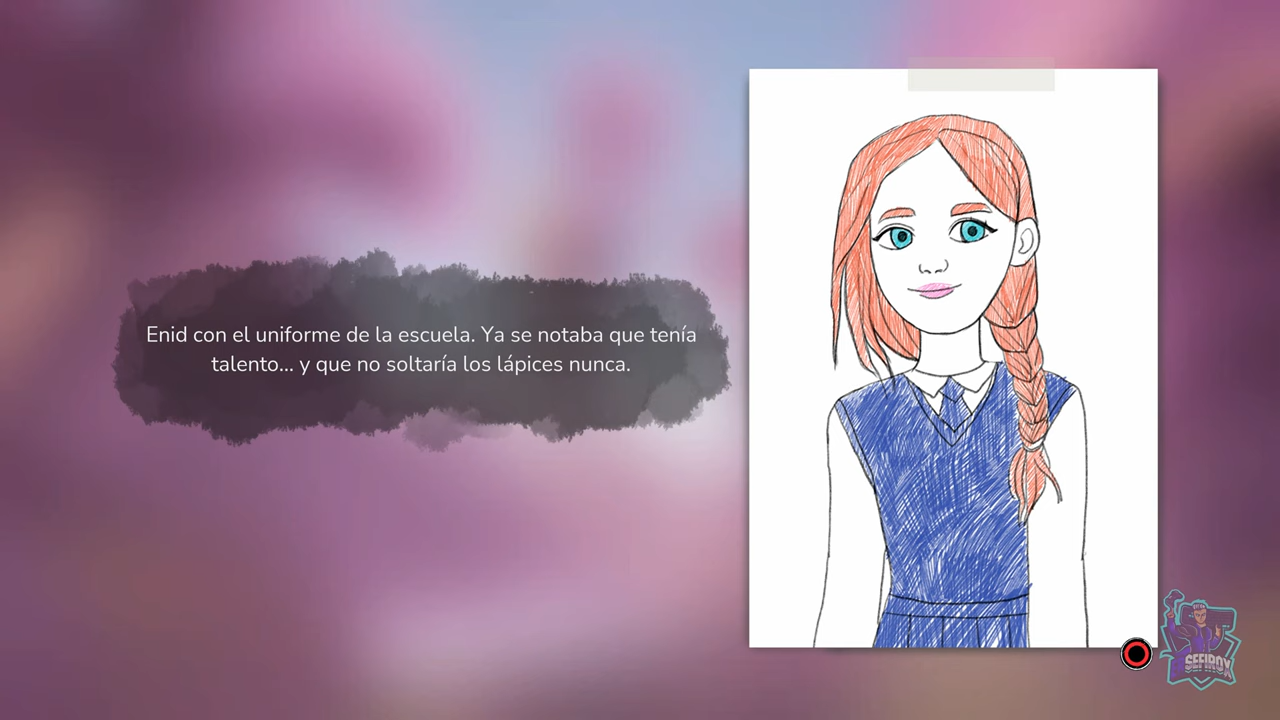 Enid con el uniforme de la escuela. Ya se notaba que tenía
talento... y que no soltaría los lápices nunca.
SEFIROX